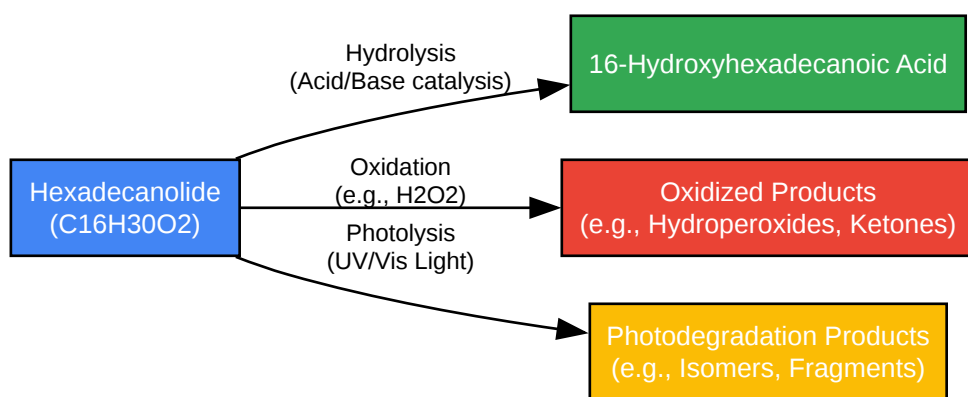 Hydrolysis
(Acid/Base catalysis)
16-Hydroxyhexadecanoic Acid
Hexadecanolide
(C16H30O2)
Oxidation
(e.g., H2O2)
Oxidized Products
(e.g., Hydroperoxides, Ketones)
Photolysis
(UV/Vis Light)
Photodegradation Products
(e.g., Isomers, Fragments)